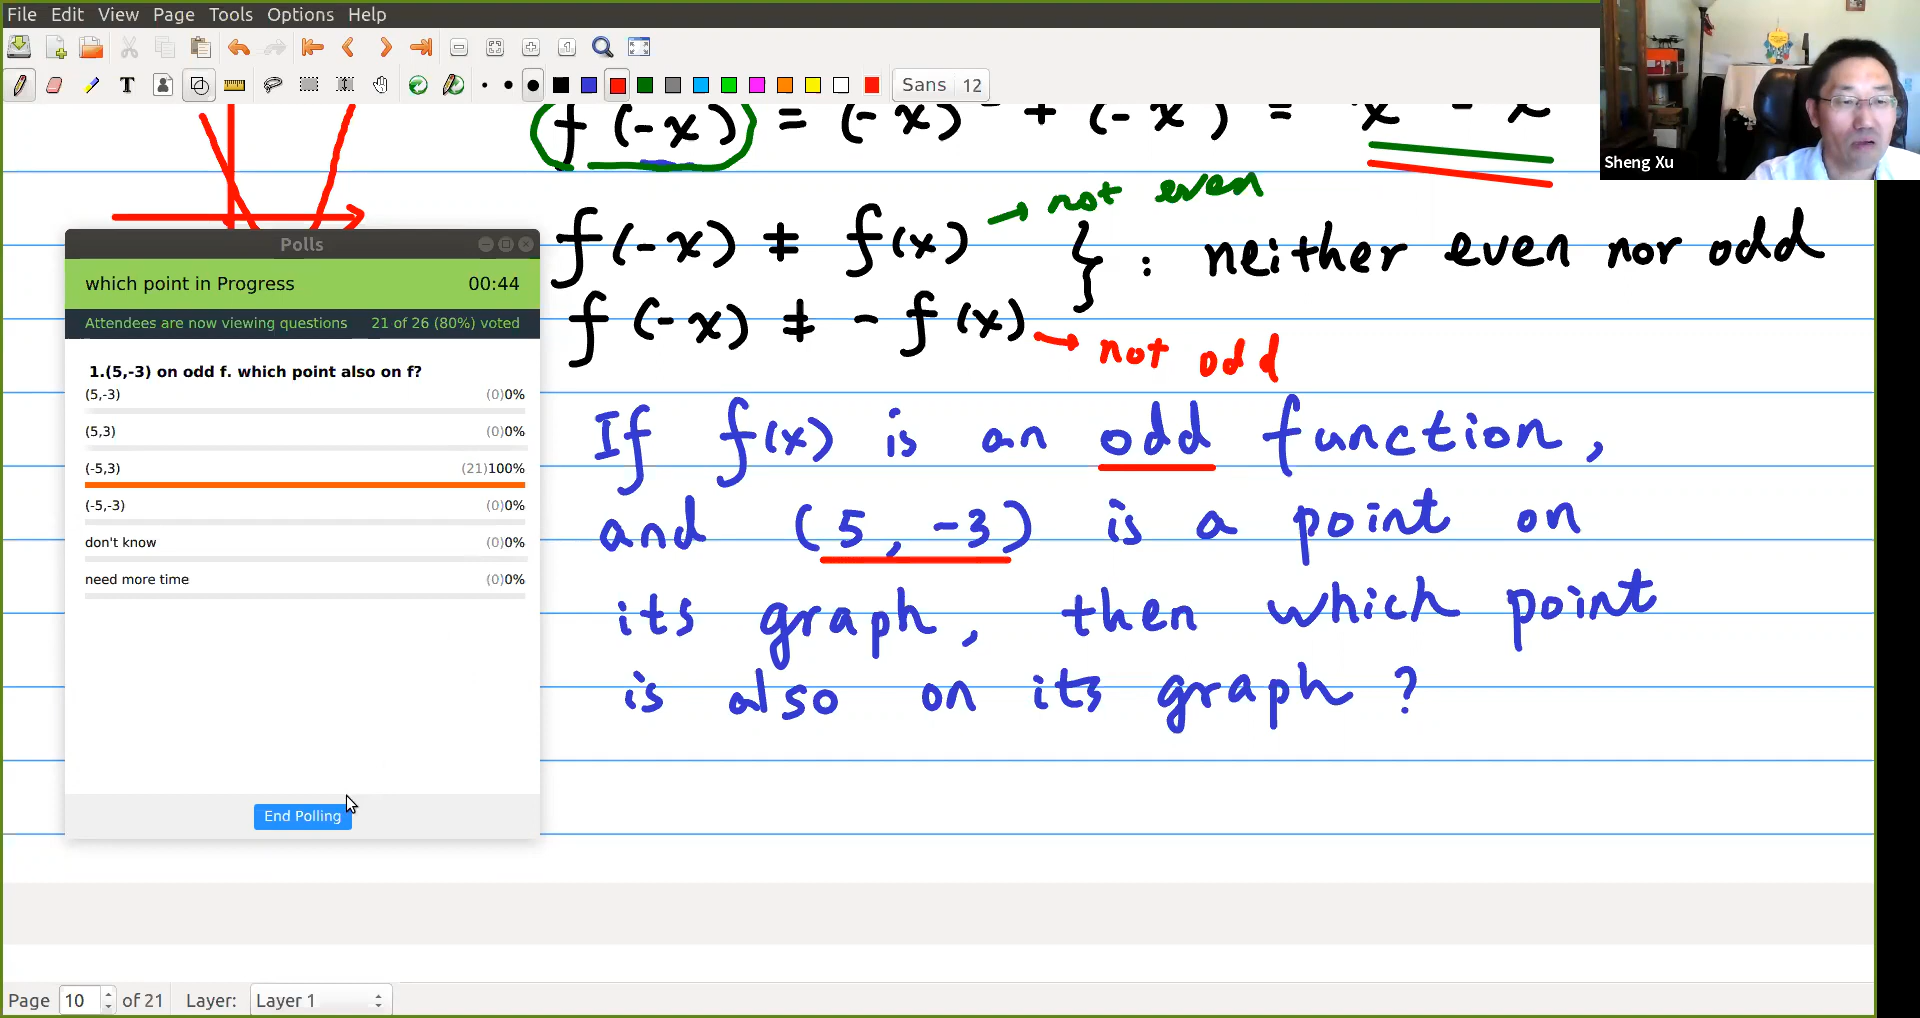 File Edit View Page Tools Options Help
Sans 12
Sheng Xu
f(-x) = (-x) + (-x) = x - x
→ not even
f(-x) ≠ f(x) } : neither even nor odd
f(-x) ≠ -f(x)
→ not odd
If f(x) is an odd function,
and (5, -3) is a point on
its graph, then which point
is also on its graph ?
Polls
which point in Progress 00:44
Attendees are now viewing questions 21 of 26 (80%) voted
1.(5,-3) on odd f. which point also on f?
(5,-3) (0)0%
(5,3) (0)0%
(-5,3) (21)100%
(-5,-3) (0)0%
don't know (0)0%
need more time (0)0%
End Polling
Page 10 of 21 Layer: Layer 1